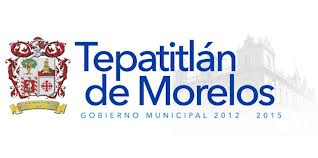 Tepatitlán
de Morelos
GOBIERNO MUNICIPAL 2012 2015